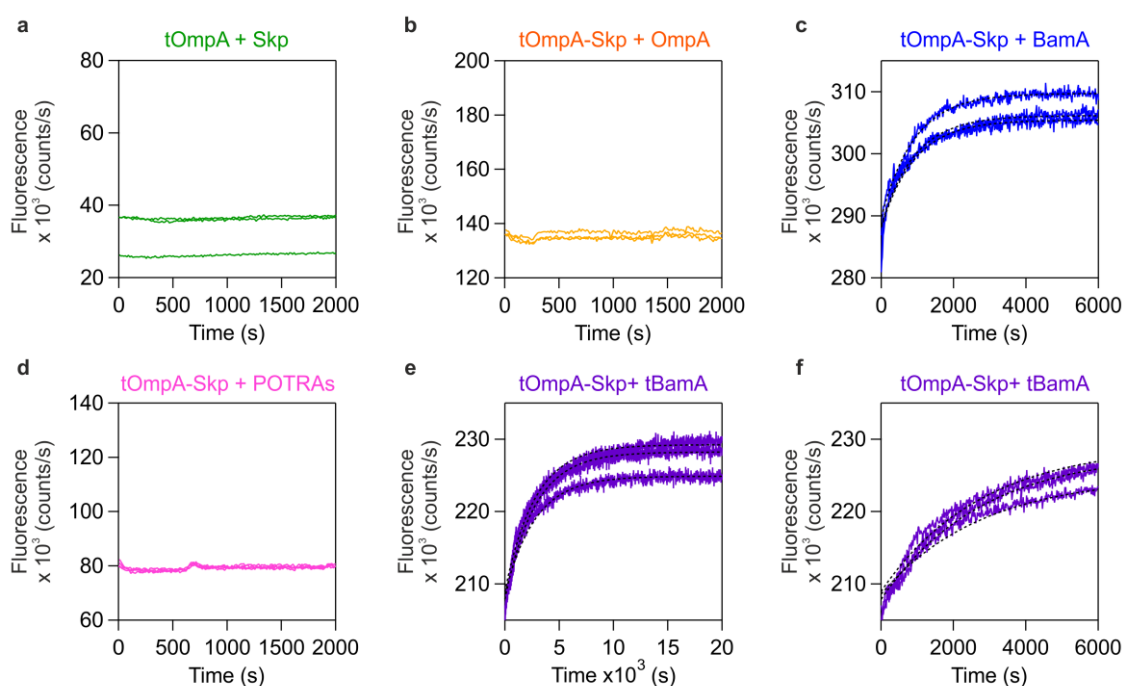 a
tOmpA + Skp
Fluorescence
x 10³ (counts/s)
80
60
40
20
0
500
1000
1500
2000
Time (s)
b
tOmpA-Skp + OmpA
Fluorescence
x 10³ (counts/s)
200
180
160
140
120
0
500
1000
1500
2000
Time (s)
c
tOmpA-Skp + BamA
Fluorescence
x 10³ (counts/s)
310
300
290
280
0
2000
4000
6000
Time (s)
d
tOmpA-Skp + POTRAs
Fluorescence
x 10³ (counts/s)
140
120
100
80
60
0
500
1000
1500
2000
Time (s)
e
tOmpA-Skp+ tBamA
Fluorescence
x 10³ (counts/s)
230
220
210
0
5
10
15
20
Time x10³ (s)
f
tOmpA-Skp+ tBamA
Fluorescence
x 10³ (counts/s)
230
220
210
0
2000
4000
6000
Time (s)